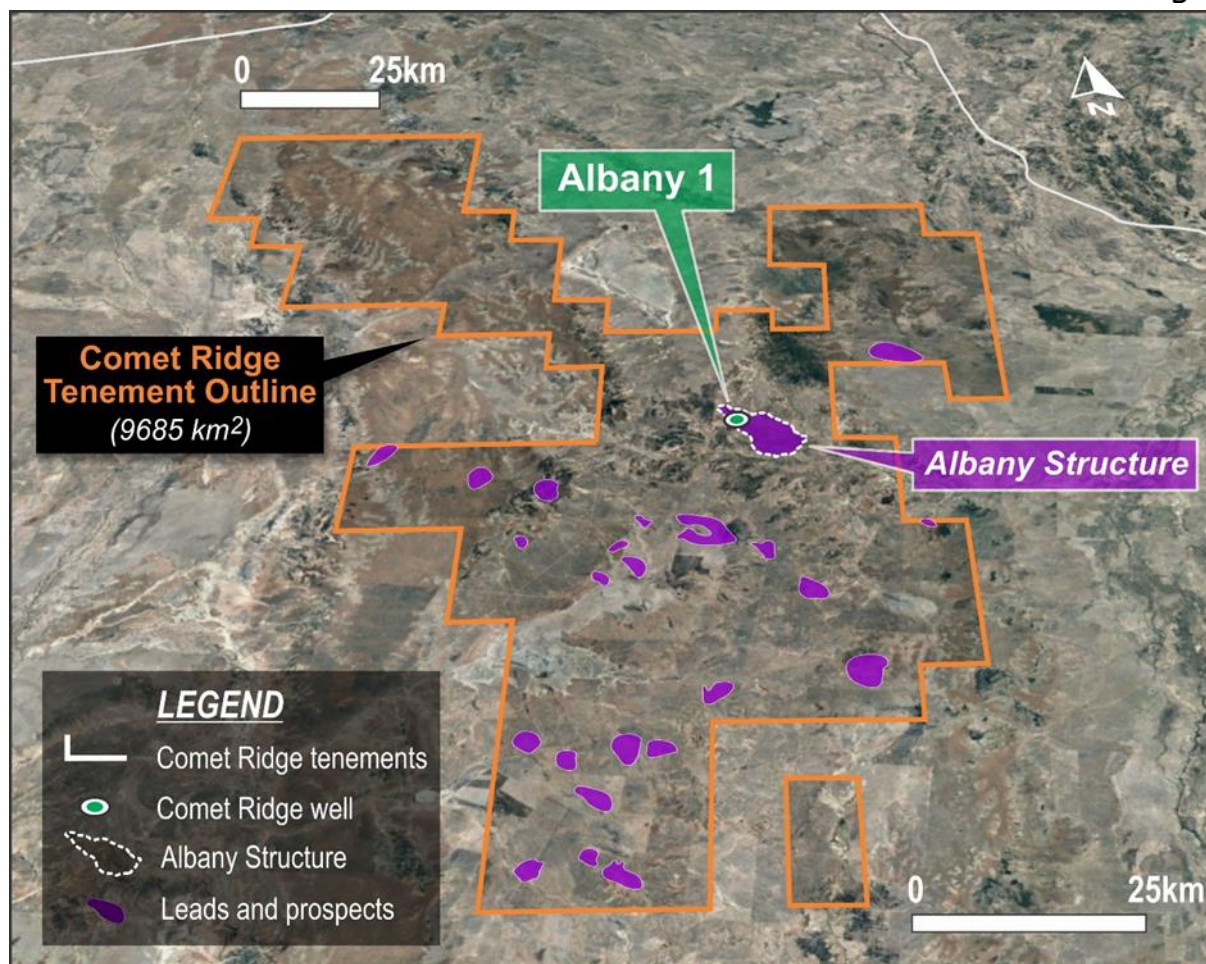 0 25km
N
Albany 1
Comet Ridge
Tenement Outline
(9685 km²)
Albany Structure
LEGEND
Comet Ridge tenements
Comet Ridge well
Albany Structure
Leads and prospects
0 25km